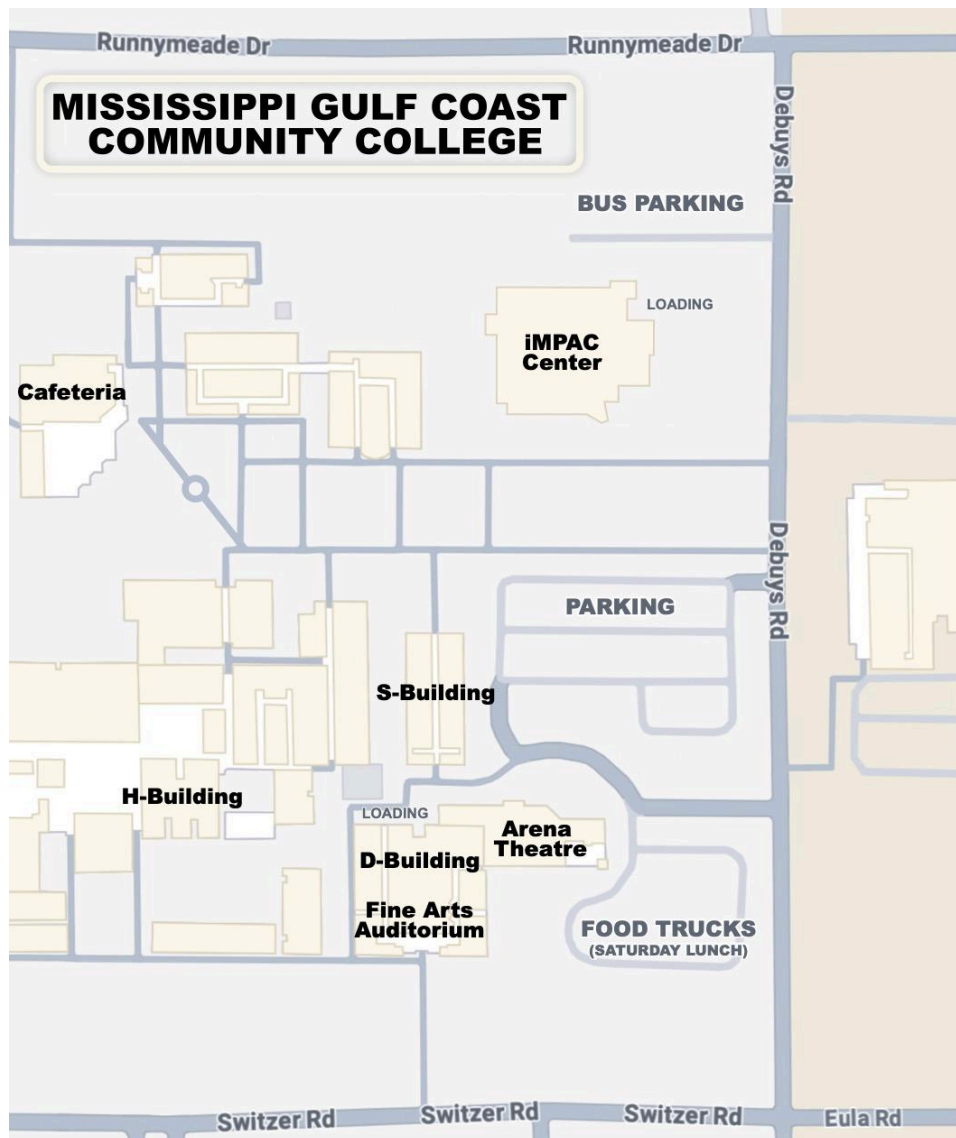 Runnymeade Dr
Runnymeade Dr
MISSISSIPPI GULF COAST
COMMUNITY COLLEGE
Debuys Rd
BUS PARKING
LOADING
iMPAC
Center
Cafeteria
Debuys Rd
PARKING
S-Building
H-Building
LOADING
Arena
Theatre
D-Building
Fine Arts
Auditorium
FOOD TRUCKS
(SATURDAY LUNCH)
Switzer Rd
Switzer Rd
Switzer Rd
Eula Rd